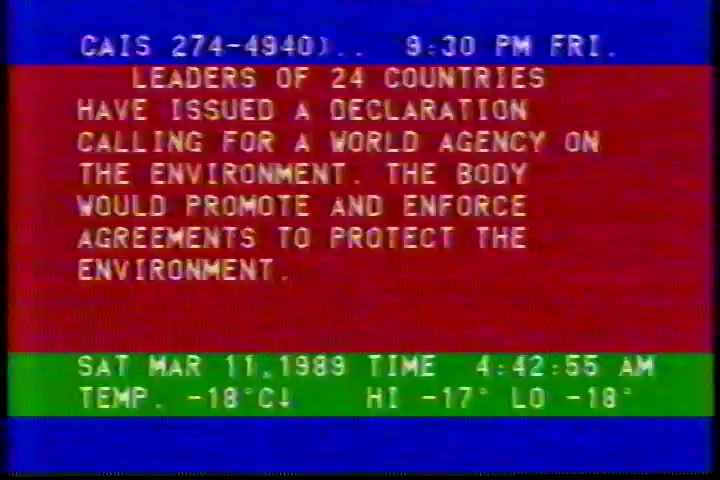 CAIS 274-4940).. 9:30 PM FRI.
LEADERS OF 24 COUNTRIES
HAVE ISSUED A DECLARATION
CALLING FOR A WORLD AGENCY ON
THE ENVIRONMENT. THE BODY
WOULD PROMOTE AND ENFORCE
AGREEMENTS TO PROTECT THE
ENVIRONMENT.
SAT MAR 11,1989 TIME 4:42:55 AM
TEMP. -18°C↓ HI -17° LO -18°